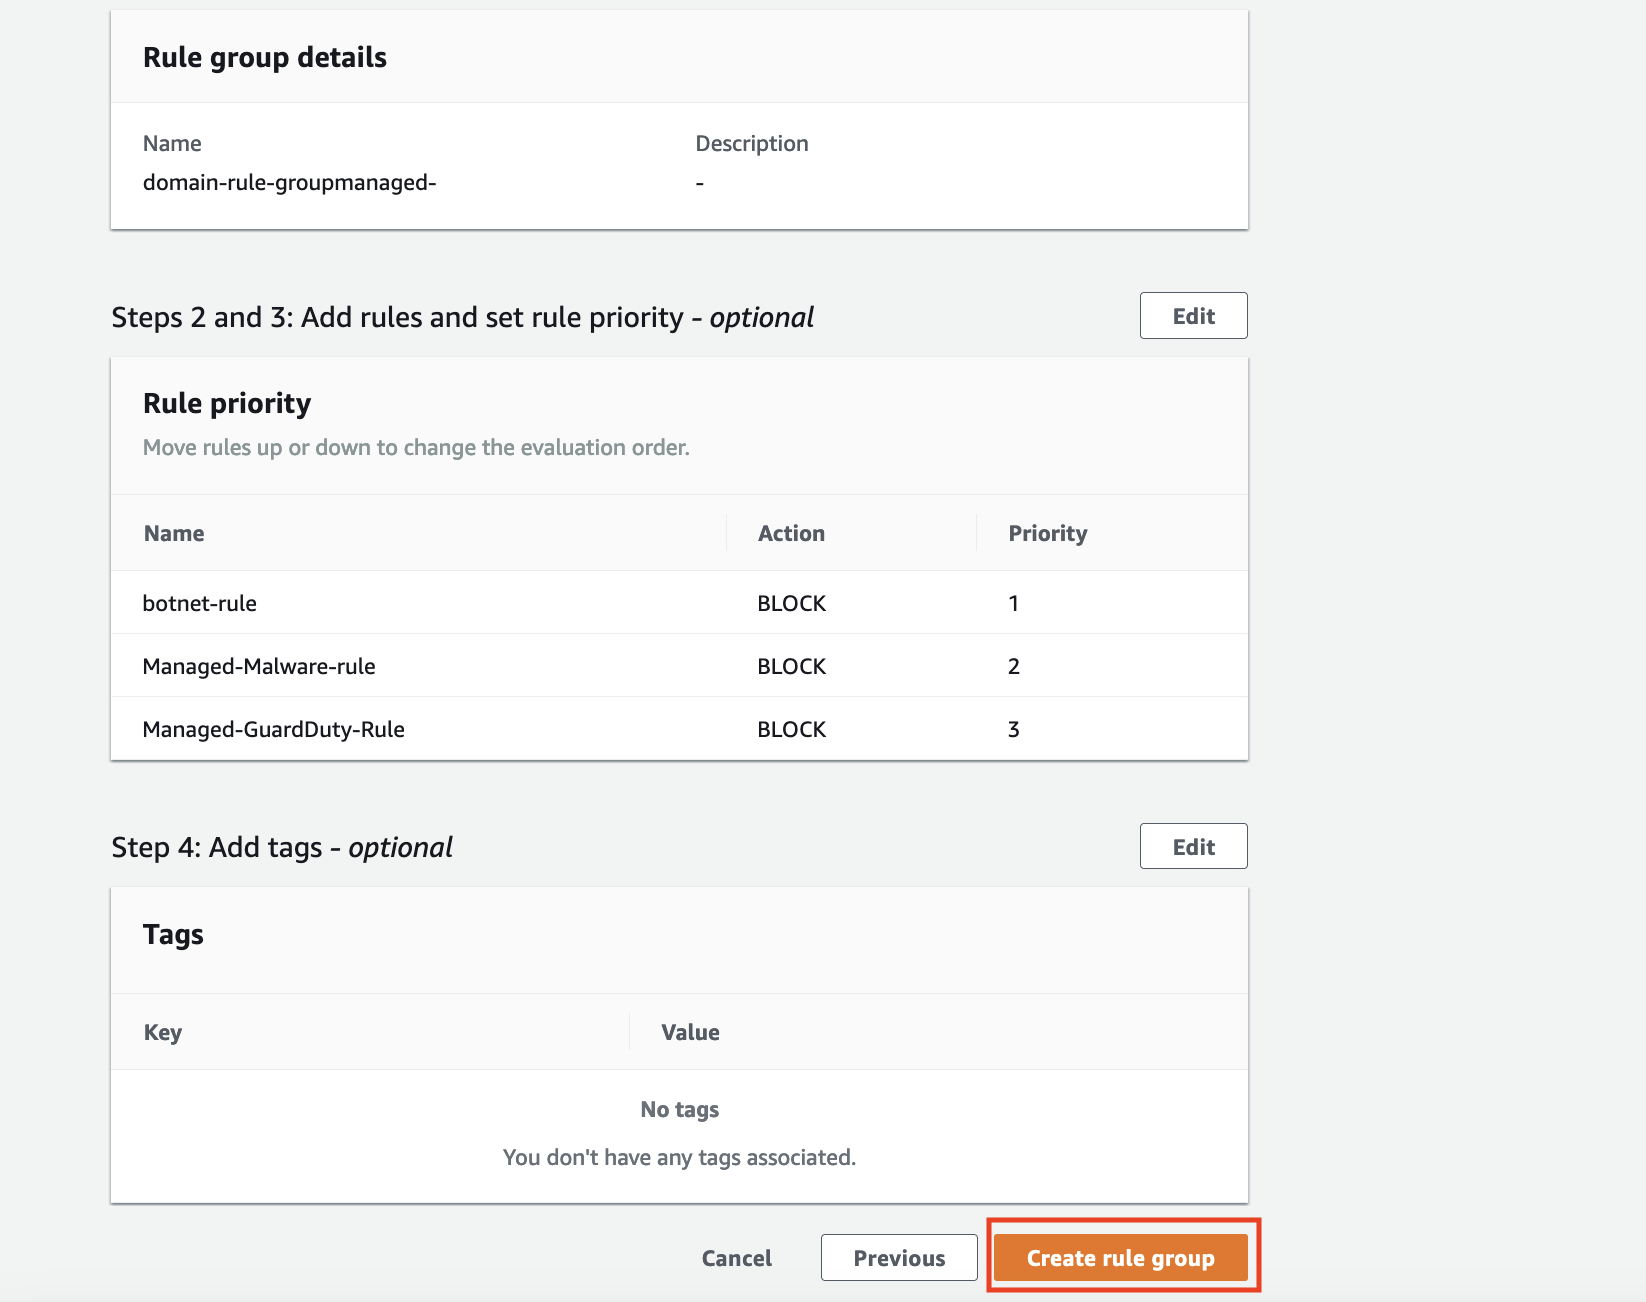 Rule group details
Name Description
domain-rule-groupmanaged- -
Steps 2 and 3: Add rules and set rule priority - optional Edit
Rule priority
Move rules up or down to change the evaluation order.
Name Action Priority
botnet-rule BLOCK 1
Managed-Malware-rule BLOCK 2
Managed-GuardDuty-Rule BLOCK 3
Step 4: Add tags - optional Edit
Tags
Key Value
No tags
You don't have any tags associated.
Cancel Previous Create rule group